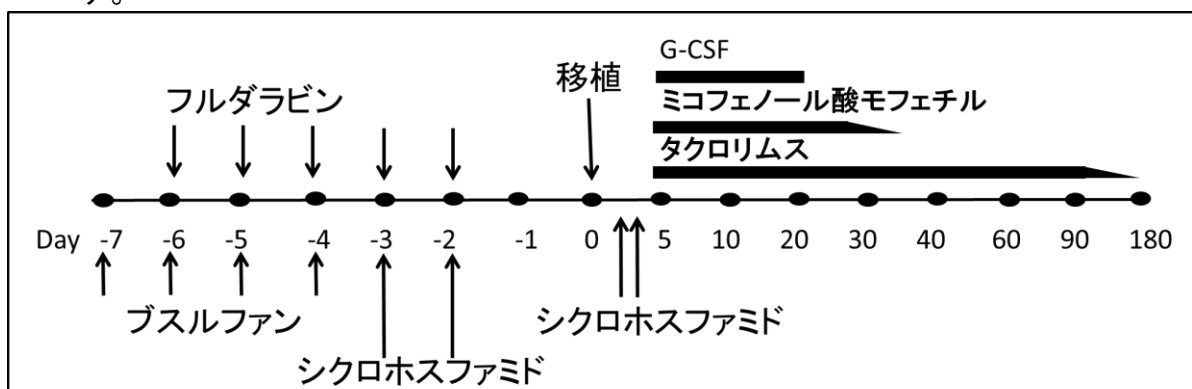 す。
G-CSF
移植
フルダラビン
ミコフェノール酸モフェチル
タクロリムス
Day -7 -6 -5 -4 -3 -2 -1 0 5 10 20 30 40 60 90 180
ブスルファン
シクロホスファミド
シクロホスファミド